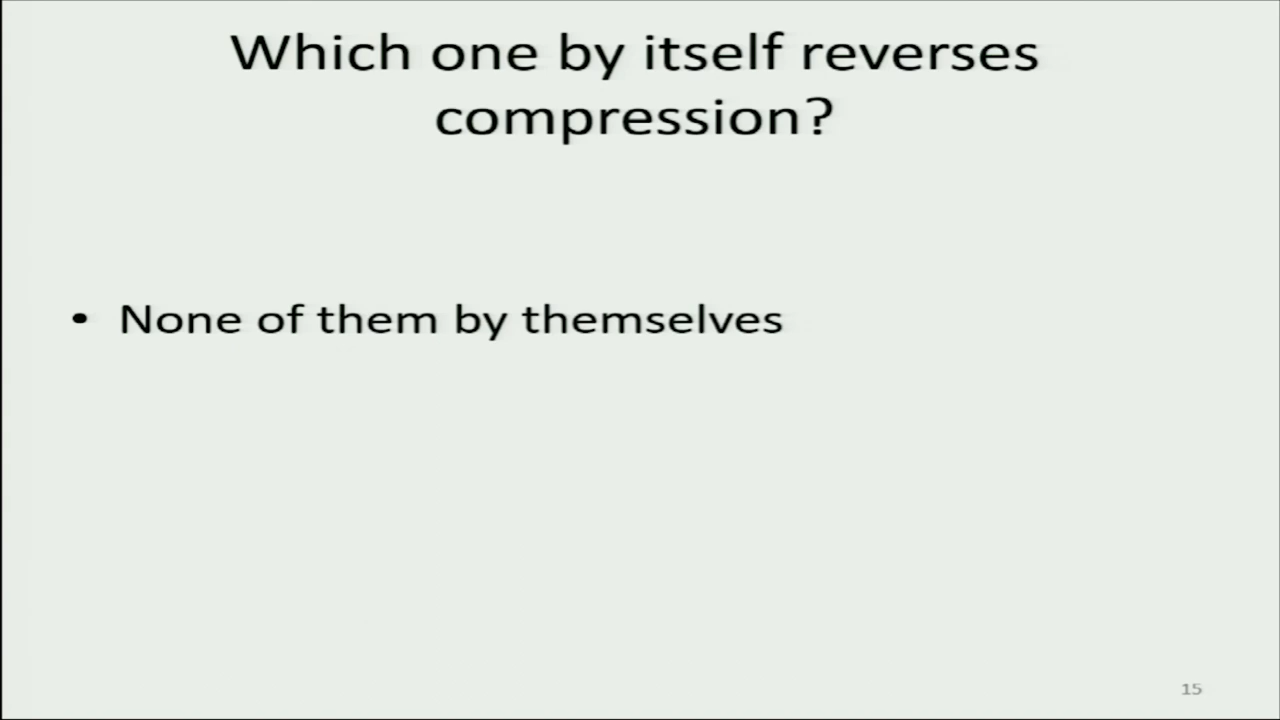 Which one by itself reverses
compression?
• None of them by themselves
15